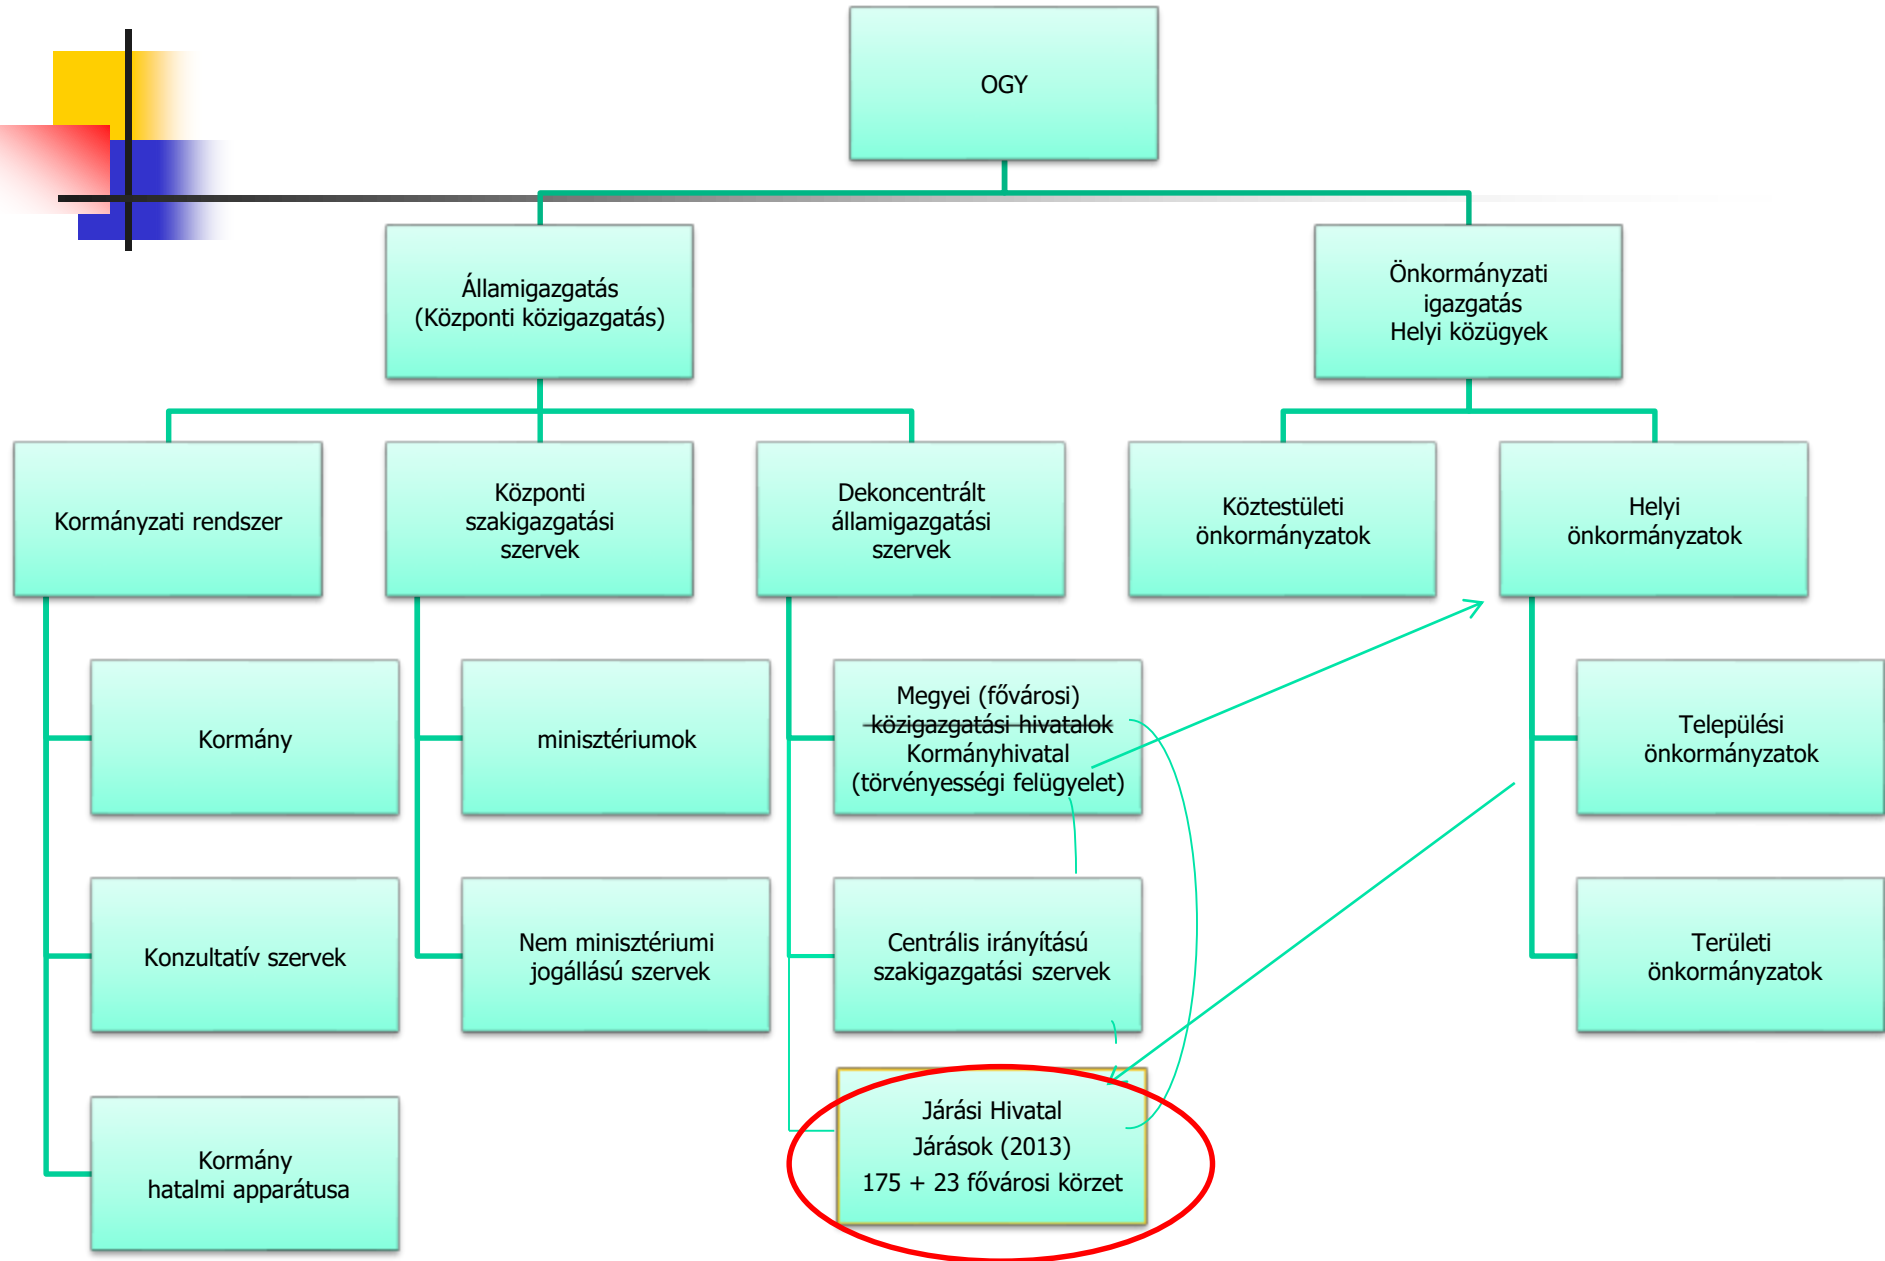 OGY
Államigazgatás
(Központi közigazgatás)
Önkormányzati
igazgatás
Helyi közügyek
Kormányzati rendszer
Központi
szakigazgatási
szervek
Dekoncentrált
államigazgatási
szervek
Köztestületi
önkormányzatok
Helyi
önkormányzatok
Kormány
minisztériumok
Megyei (fővárosi)
közigazgatási hivatalok
Kormányhivatal
(törvényességi felügyelet)
Települési
önkormányzatok
Konzultatív szervek
Nem minisztériumi
jogállású szervek
Centrális irányítású
szakigazgatási szervek
Területi
önkormányzatok
Kormány
hatalmi apparátusa
Járási Hivatal
Járások (2013)
175 + 23 fővárosi körzet